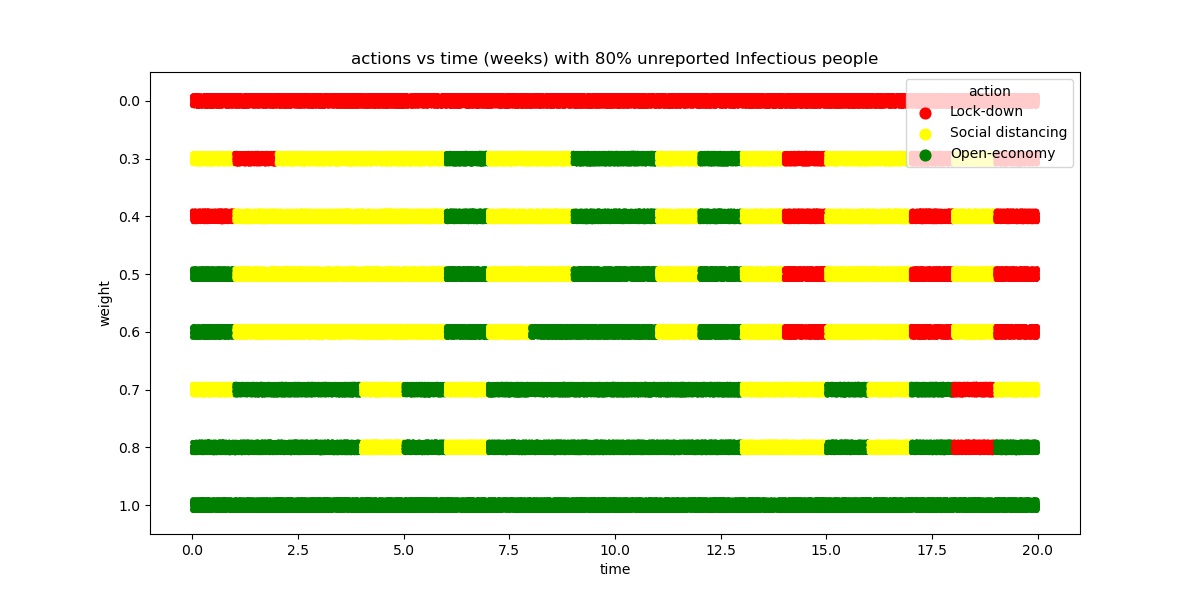 actions vs time (weeks) with 80% unreported Infectious people
action
Lock-down
Social distancing
Open-economy
weight
0.0
0.3
0.4
0.5
0.6
0.7
0.8
1.0
0.0 2.5 5.0 7.5 10.0 12.5 15.0 17.5 20.0
time